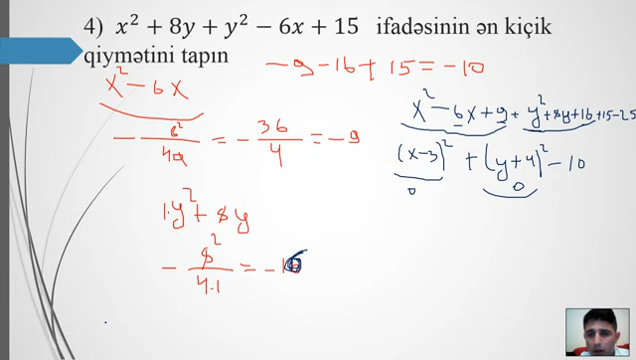 4) x² + 8y + y² − 6x + 15 ifadəsinin ən kiçik
qiymətini tapın
−9−16+15=−10
x² − 6x
− 6²/4a = − 36/4 = −9
1·y² + 8y
− 8²/4·1 = −16
x² − 6x + 9 + y² + 8y + 16 + 15 − 25
(x−3)² + (y+4)² − 10
0 0